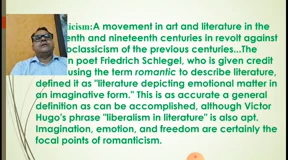 icism:A movement in art and literature in the
enth and nineteenth centuries in revolt against
oclassicism of the previous centuries...The
n poet Friedrich Schlegel, who is given credit
using the term romantic to describe literature,
defined it as "literature depicting emotional matter in
an imaginative form." This is as accurate a general
definition as can be accomplished, although Victor
Hugo's phrase "liberalism in literature" is also apt.
Imagination, emotion, and freedom are certainly the
focal points of romanticism.